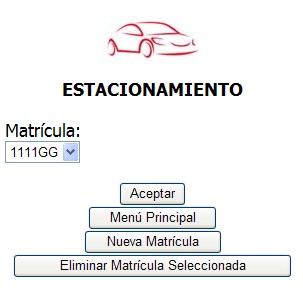 ESTACIONAMIENTO
Matrícula:
1111GG
Aceptar
Menú Principal
Nueva Matrícula
Eliminar Matrícula Seleccionada